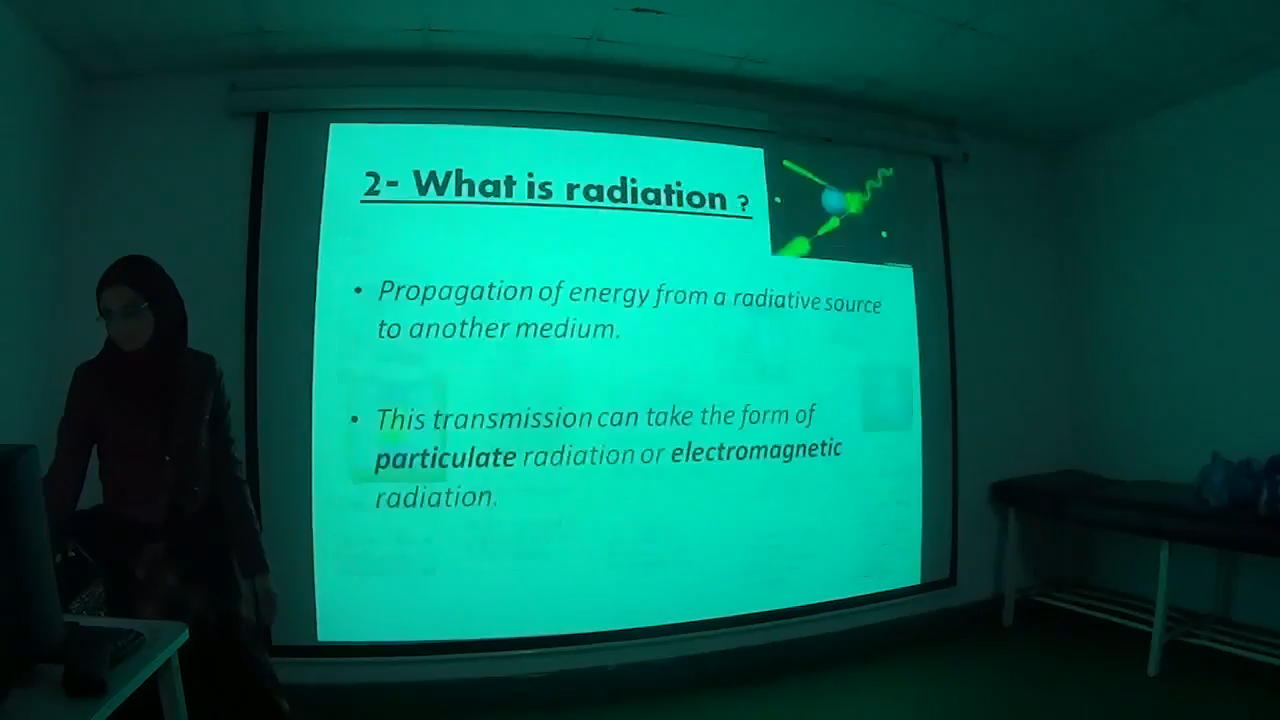 2- What is radiation ?
• Propagation of energy from a radiative source
to another medium.
• This transmission can take the form of
particulate radiation or electromagnetic
radiation.